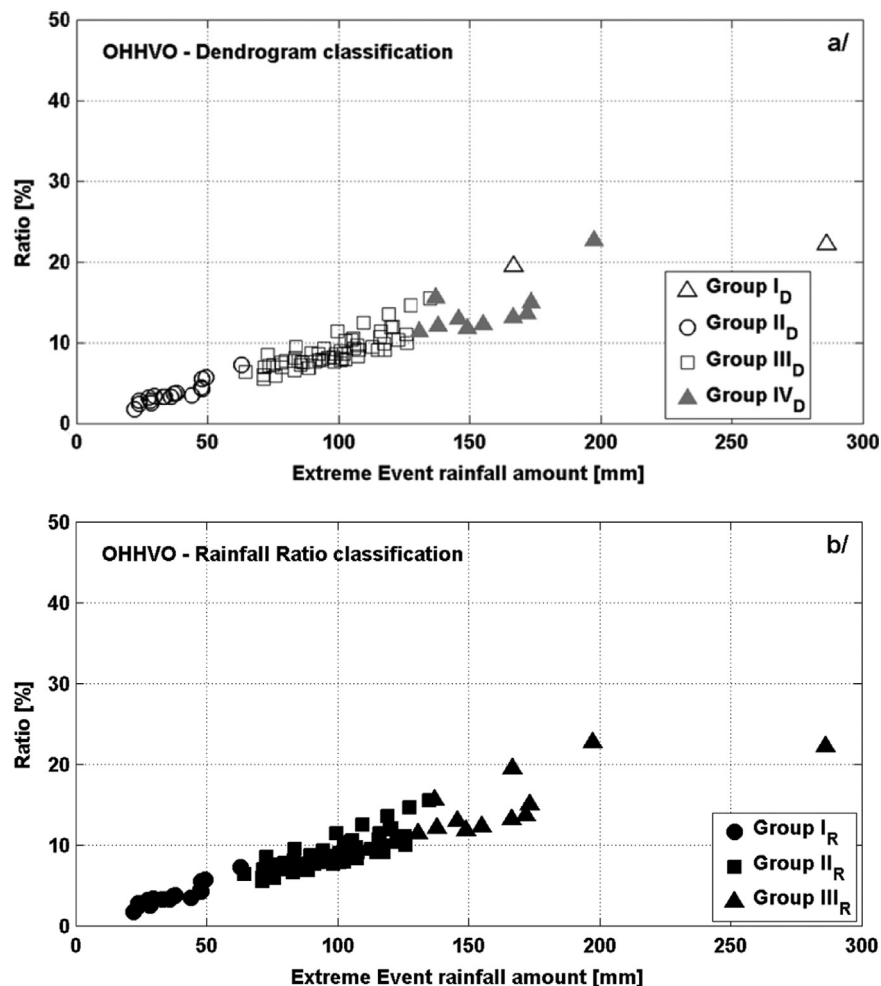 OHHVO - Dendrogram classification
a/
50
40
30
20
10
0
Ratio [%]
Group I_D
Group II_D
Group III_D
Group IV_D
0 50 100 150 200 250 300
Extreme Event rainfall amount [mm]
OHHVO - Rainfall Ratio classification
b/
50
40
30
20
10
0
Ratio [%]
Group I_R
Group II_R
Group III_R
0 50 100 150 200 250 300
Extreme Event rainfall amount [mm]